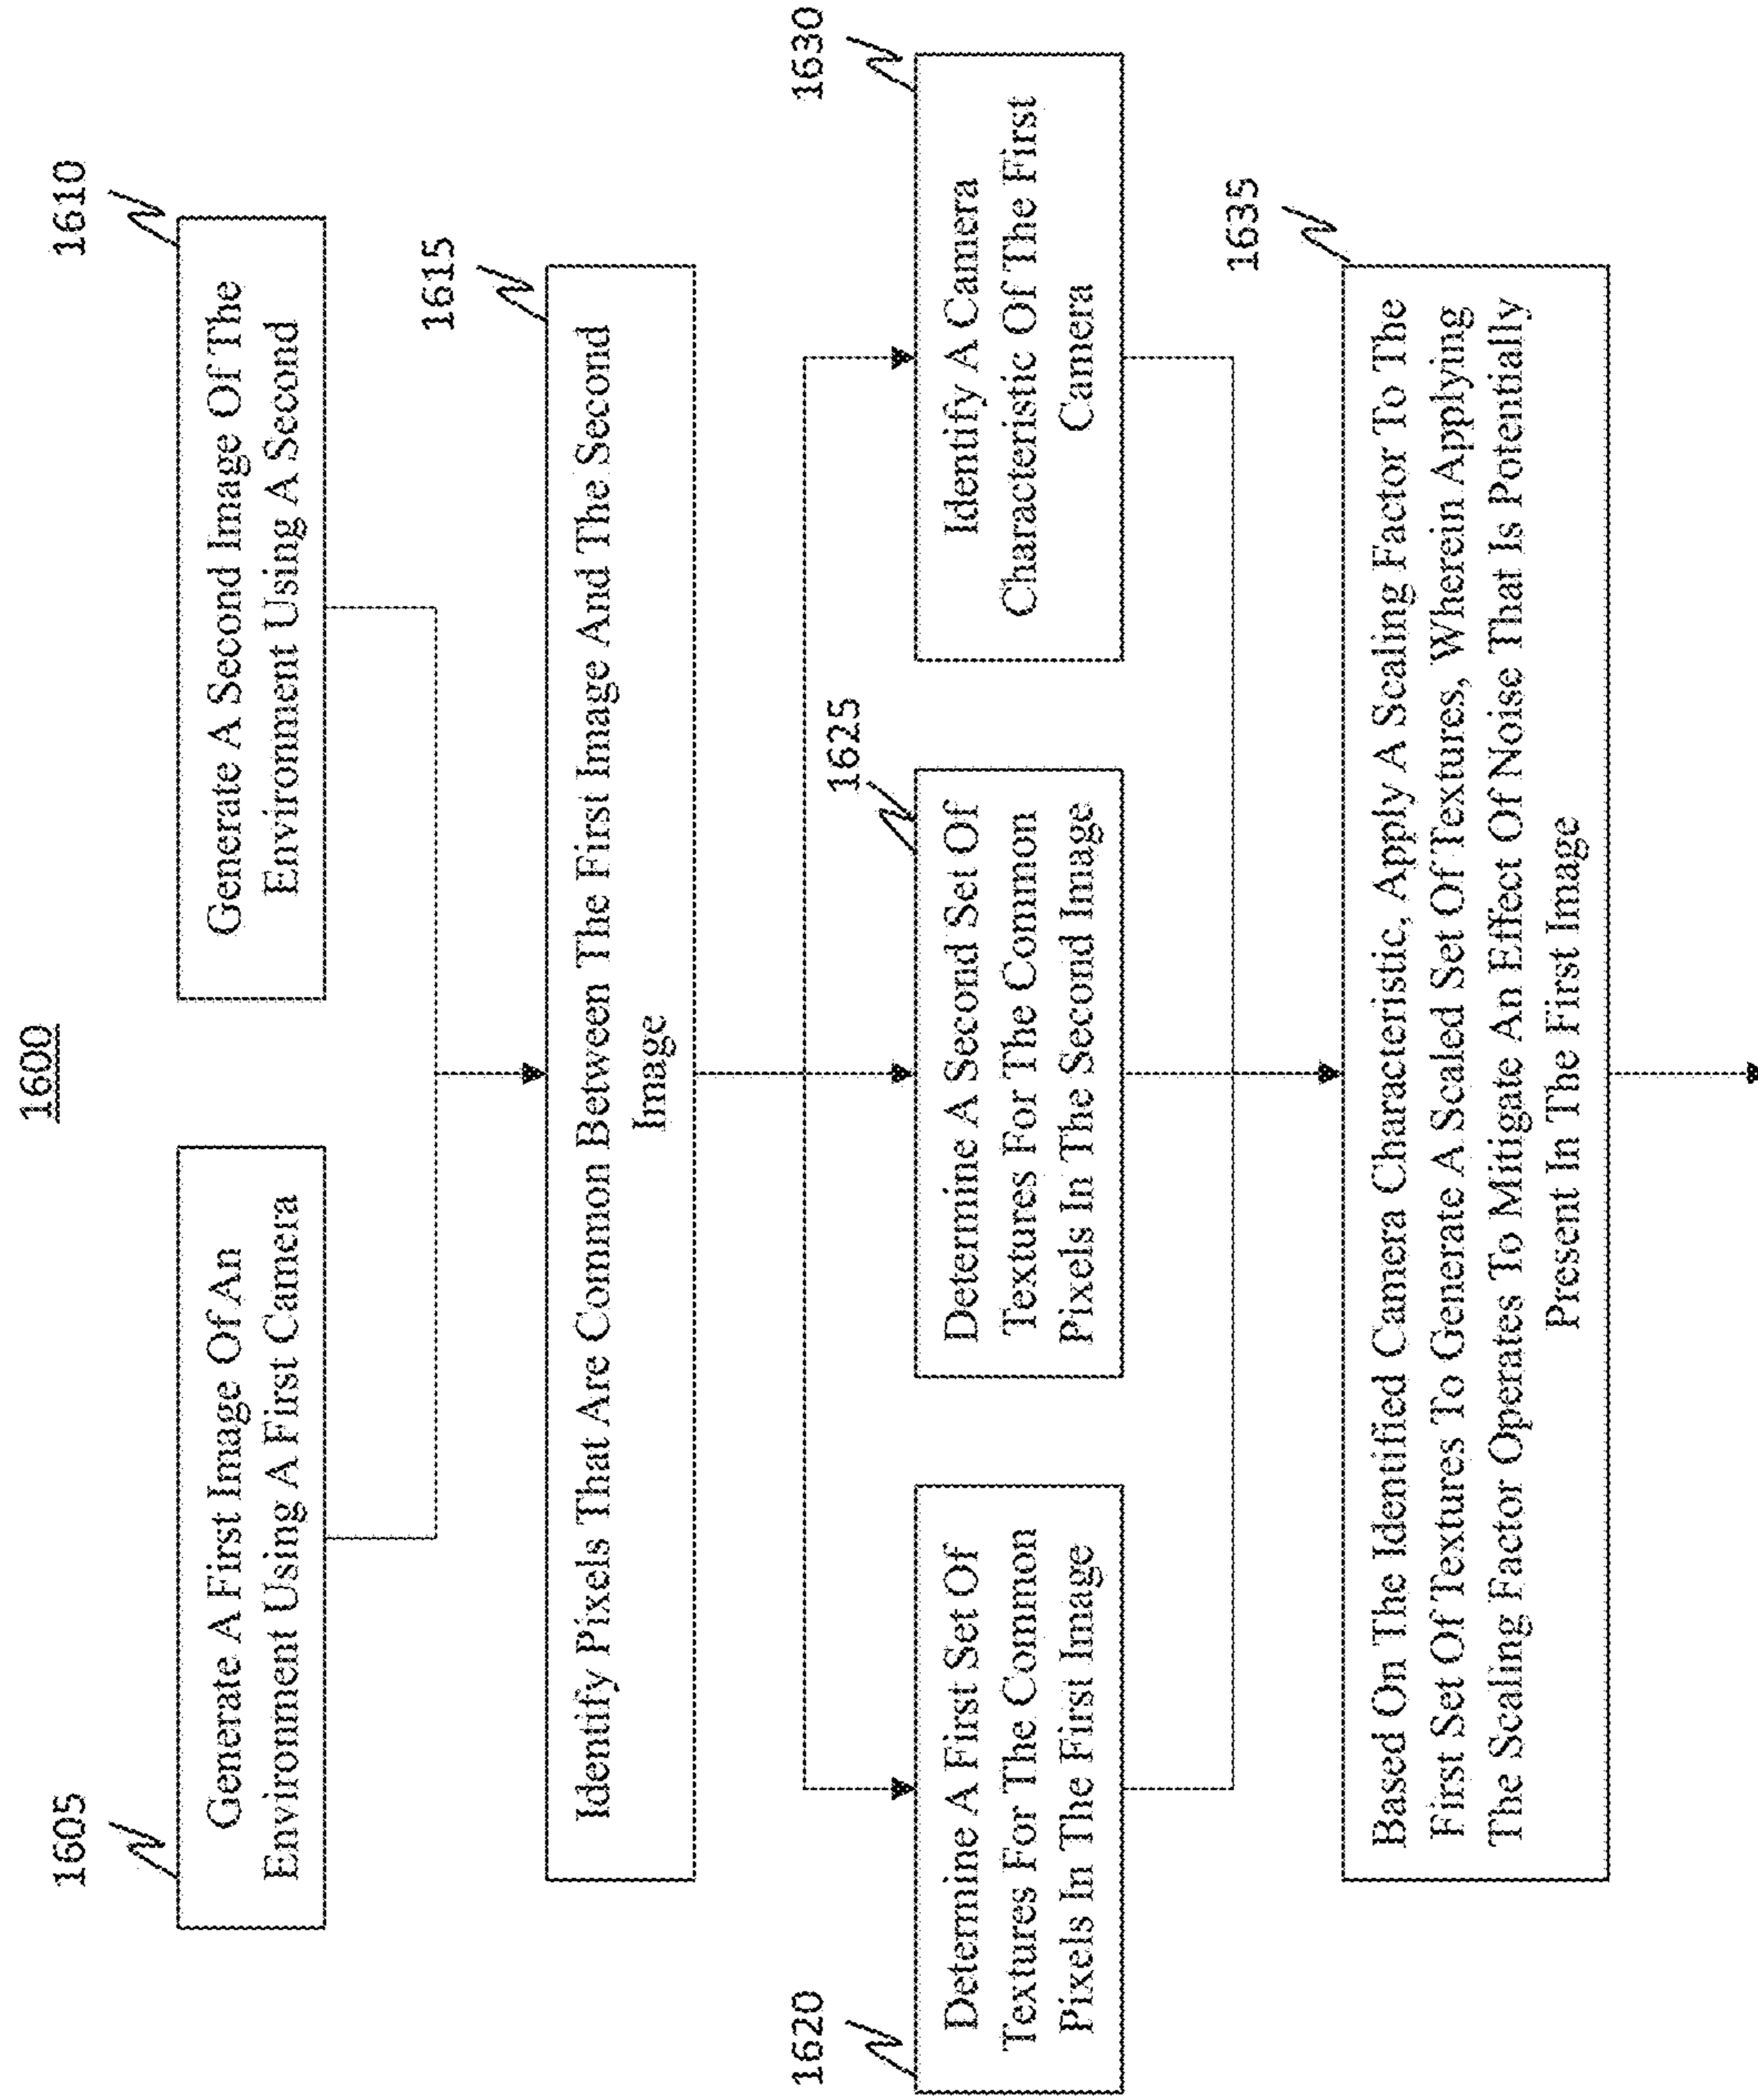 1600
1605
Generate A First Image Of An
Environment Using A First Camera
1610
Generate A Second Image Of The
Environment Using A Second
1615
Identify Pixels That Are Common Between The First Image And The Second
Image
1620
Determine A First Set Of
Textures For The Common
Pixels In The First Image
1625
Determine A Second Set Of
Textures For The Common
Pixels In The Second Image
1630
Identify A Camera
Characteristic Of The First
Camera
1635
Based On The Identified Camera Characteristic, Apply A Scaling Factor To The
First Set Of Textures To Generate A Scaled Set Of Textures, Wherein Applying
The Scaling Factor Operates To Mitigate An Effect Of Noise That Is Potentially
Present In The First Image